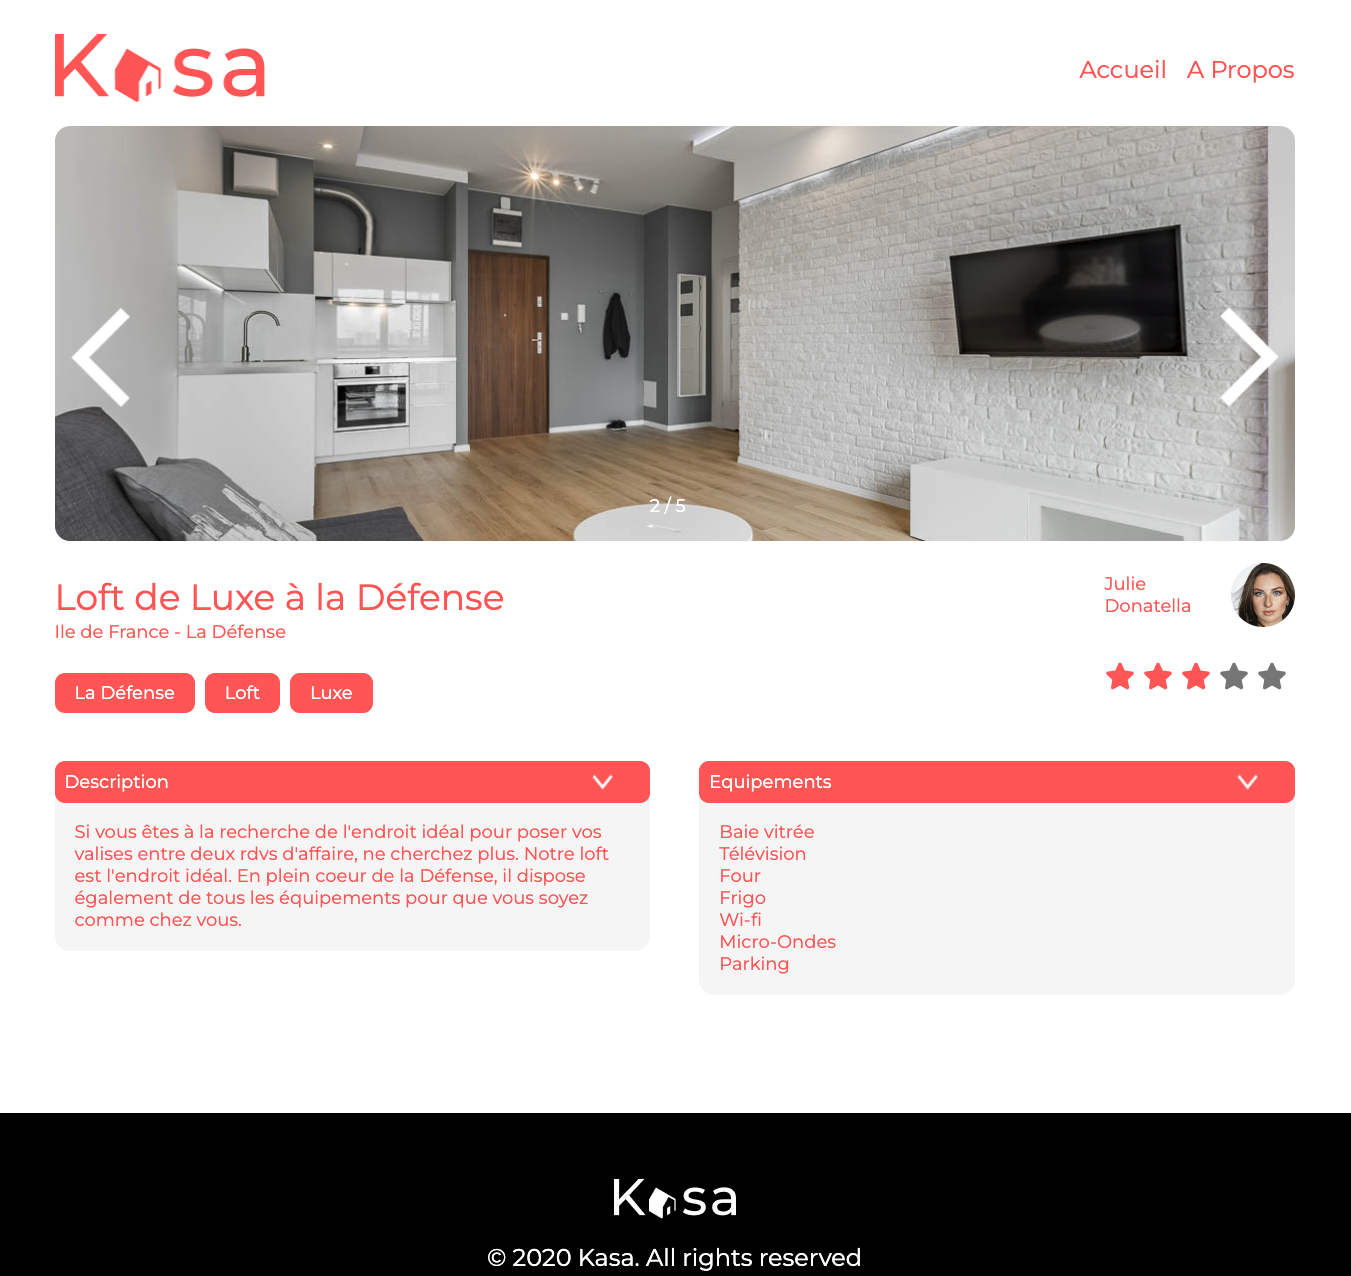 Kasa
Accueil A Propos
2 / 5
Loft de Luxe à la Défense
Ile de France - La Défense
Julie
Donatella
La Défense Loft Luxe
Description
Si vous êtes à la recherche de l'endroit idéal pour poser vos
valises entre deux rdvs d'affaire, ne cherchez plus. Notre loft
est l'endroit idéal. En plein coeur de la Défense, il dispose
également de tous les équipements pour que vous soyez
comme chez vous.
Equipements
Baie vitrée
Télévision
Four
Frigo
Wi-fi
Micro-Ondes
Parking
Kasa
© 2020 Kasa. All rights reserved